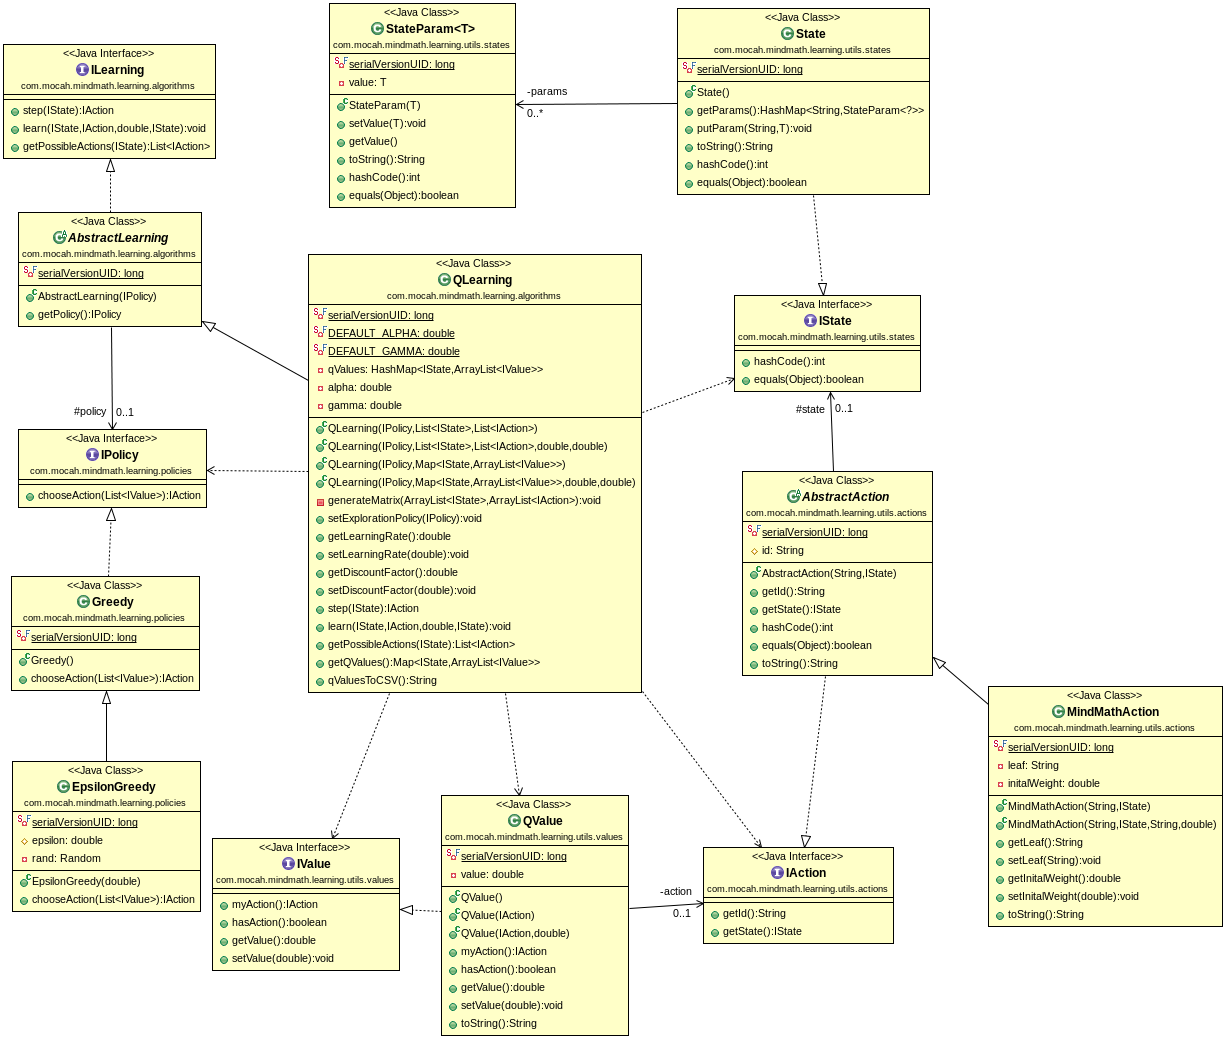 <<Java Interface>>
ILearning
com.mocah.mindmath.learning.algorithms
step(IState):IAction
learn(IState,IAction,double,IState):void
getPossibleActions(IState):List<IAction>
<<Java Class>>
StateParam<T>
com.mocah.mindmath.learning.utils.states
serialVersionUID: long
value: T
StateParam(T)
setValue(T):void
getValue()
toString():String
hashCode():int
equals(Object):boolean
-params
0..*
<<Java Class>>
State
com.mocah.mindmath.learning.utils.states
serialVersionUID: long
State()
getParams():HashMap<String,StateParam<?>>
putParam(String,T):void
toString():String
hashCode():int
equals(Object):boolean
<<Java Class>>
AbstractLearning
com.mocah.mindmath.learning.algorithms
serialVersionUID: long
AbstractLearning(IPolicy)
getPolicy():IPolicy
#policy
0..1
<<Java Class>>
QLearning
com.mocah.mindmath.learning.algorithms
serialVersionUID: long
DEFAULT_ALPHA: double
DEFAULT_GAMMA: double
qValues: HashMap<IState,ArrayList<IValue>>
alpha: double
gamma: double
QLearning(IPolicy,List<IState>,List<IAction>)
QLearning(IPolicy,List<IState>,List<IAction>,double,double)
QLearning(IPolicy,Map<IState,ArrayList<IValue>>)
QLearning(IPolicy,Map<IState,ArrayList<IValue>>,double,double)
generateMatrix(ArrayList<IState>,ArrayList<IAction>):void
setExplorationPolicy(IPolicy):void
getLearningRate():double
setLearningRate(double):void
getDiscountFactor():double
setDiscountFactor(double):void
step(IState):IAction
learn(IState,IAction,double,IState):void
getPossibleActions(IState):List<IAction>
getQValues():Map<IState,ArrayList<IValue>>
qValuesToCSV():String
<<Java Interface>>
IState
com.mocah.mindmath.learning.utils.states
hashCode():int
equals(Object):boolean
#state
0..1
<<Java Interface>>
IPolicy
com.mocah.mindmath.learning.policies
chooseAction(List<IValue>):IAction
<<Java Class>>
AbstractAction
com.mocah.mindmath.learning.utils.actions
serialVersionUID: long
id: String
AbstractAction(String,IState)
getId():String
getState():IState
hashCode():int
equals(Object):boolean
toString():String
<<Java Class>>
Greedy
com.mocah.mindmath.learning.policies
serialVersionUID: long
Greedy()
chooseAction(List<IValue>):IAction
<<Java Class>>
MindMathAction
com.mocah.mindmath.learning.utils.actions
serialVersionUID: long
leaf: String
initalWeight: double
MindMathAction(String,IState)
MindMathAction(String,IState,String,double)
getLeaf():String
setLeaf(String):void
getInitalWeight():double
setInitalWeight(double):void
toString():String
<<Java Class>>
EpsilonGreedy
com.mocah.mindmath.learning.policies
serialVersionUID: long
epsilon: double
rand: Random
EpsilonGreedy(double)
chooseAction(List<IValue>):IAction
<<Java Interface>>
IValue
com.mocah.mindmath.learning.utils.values
myAction():IAction
hasAction():boolean
getValue():double
setValue(double):void
<<Java Class>>
QValue
com.mocah.mindmath.learning.utils.values
serialVersionUID: long
value: double
QValue()
QValue(IAction)
QValue(IAction,double)
myAction():IAction
hasAction():boolean
getValue():double
setValue(double):void
toString():String
-action
0..1
<<Java Interface>>
IAction
com.mocah.mindmath.learning.utils.actions
getId():String
getState():IState